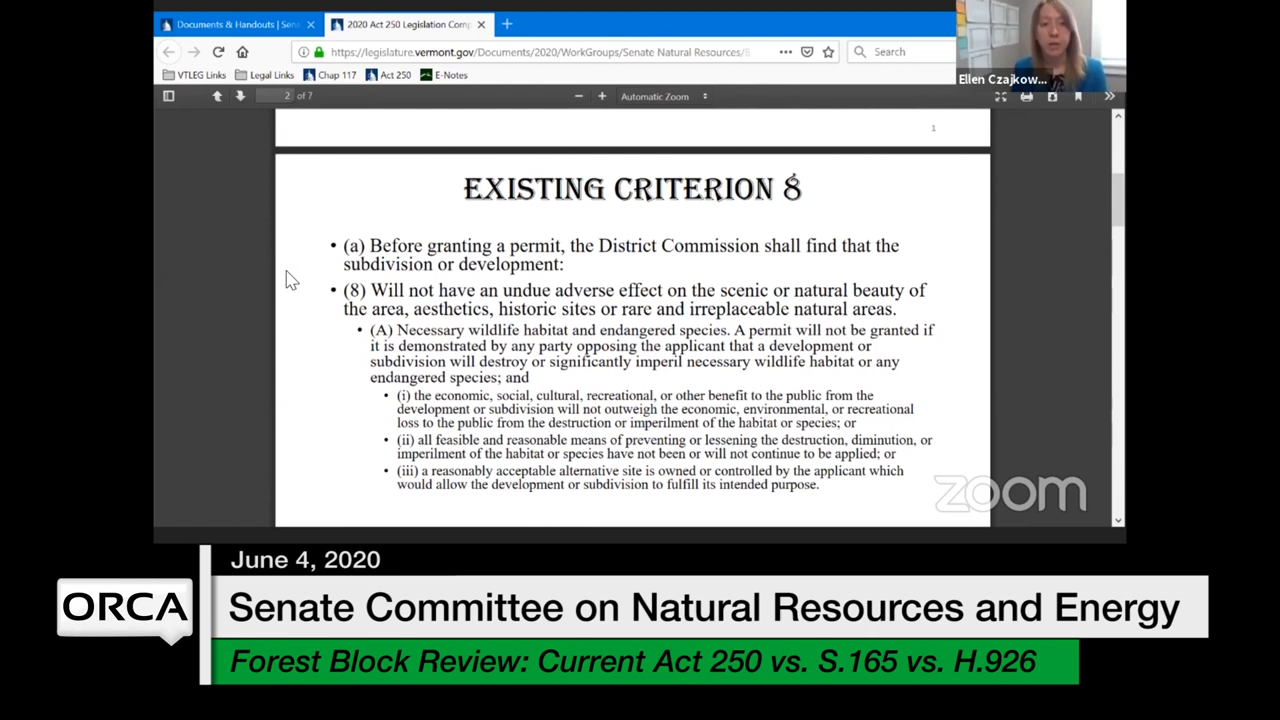 Documents & Handouts | Sena
2020 Act 250 Legislation Comp
https://legislature.vermont.gov/Documents/2020/WorkGroups/Senate Natural Resources/
Search
VTLEG Links
Legal Links
Chap 117
Act 250
E-Notes
Ellen Czajkow...
2 of 7
Automatic Zoom
1
EXISTING CRITERION 8
• (a) Before granting a permit, the District Commission shall find that the
subdivision or development:
• (8) Will not have an undue adverse effect on the scenic or natural beauty of
the area, aesthetics, historic sites or rare and irreplaceable natural areas.
• (A) Necessary wildlife habitat and endangered species. A permit will not be granted if
it is demonstrated by any party opposing the applicant that a development or
subdivision will destroy or significantly imperil necessary wildlife habitat or any
endangered species; and
• (i) the economic, social, cultural, recreational, or other benefit to the public from the
development or subdivision will not outweigh the economic, environmental, or recreational
loss to the public from the destruction or imperilment of the habitat or species; or
• (ii) all feasible and reasonable means of preventing or lessening the destruction, diminution, or
imperilment of the habitat or species have not been or will not continue to be applied; or
• (iii) a reasonably acceptable alternative site is owned or controlled by the applicant which
would allow the development or subdivision to fulfill its intended purpose.
zoom
June 4, 2020
ORCA
Senate Committee on Natural Resources and Energy
Forest Block Review: Current Act 250 vs. S.165 vs. H.926